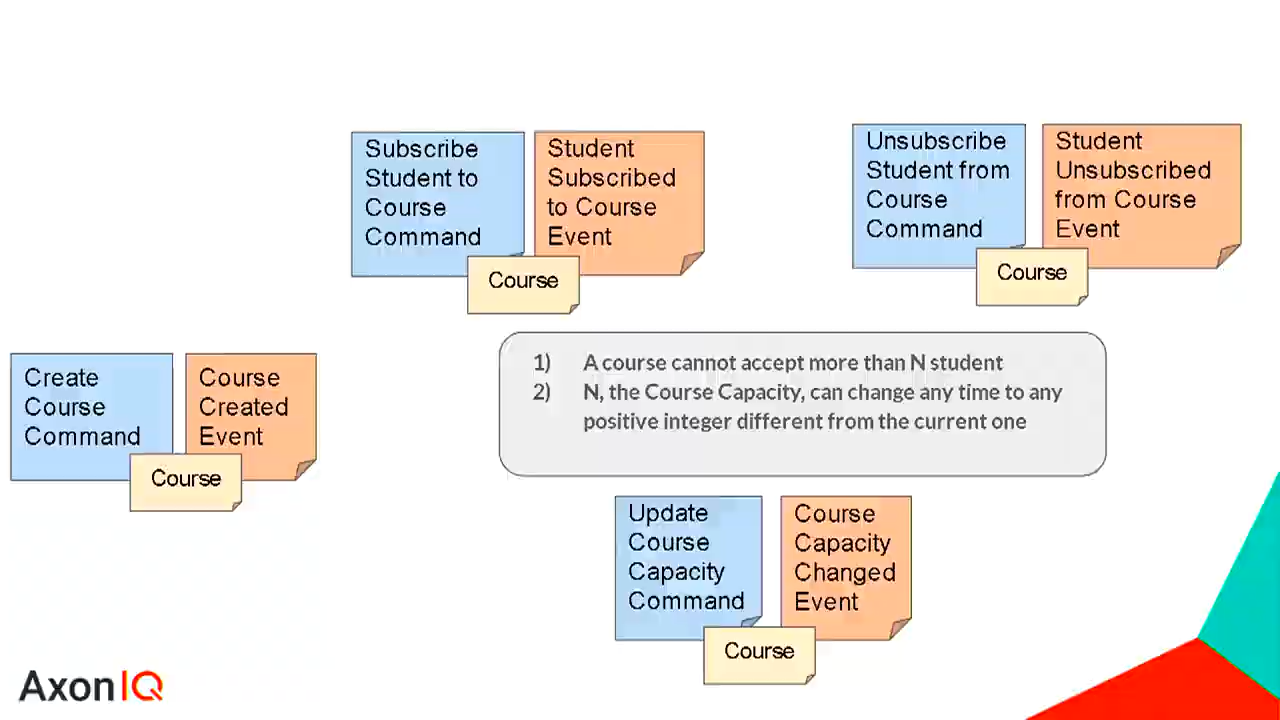 Subscribe
Student to
Course
Command
Student
Subscribed
to Course
Event
Course
Unsubscribe
Student from
Course
Command
Student
Unsubscribed
from Course
Event
Course
Create
Course
Command
Course
Created
Event
Course
1) A course cannot accept more than N student
2) N, the Course Capacity, can change any time to any
positive integer different from the current one
Update
Course
Capacity
Command
Course
Capacity
Changed
Event
Course
AxonIQ